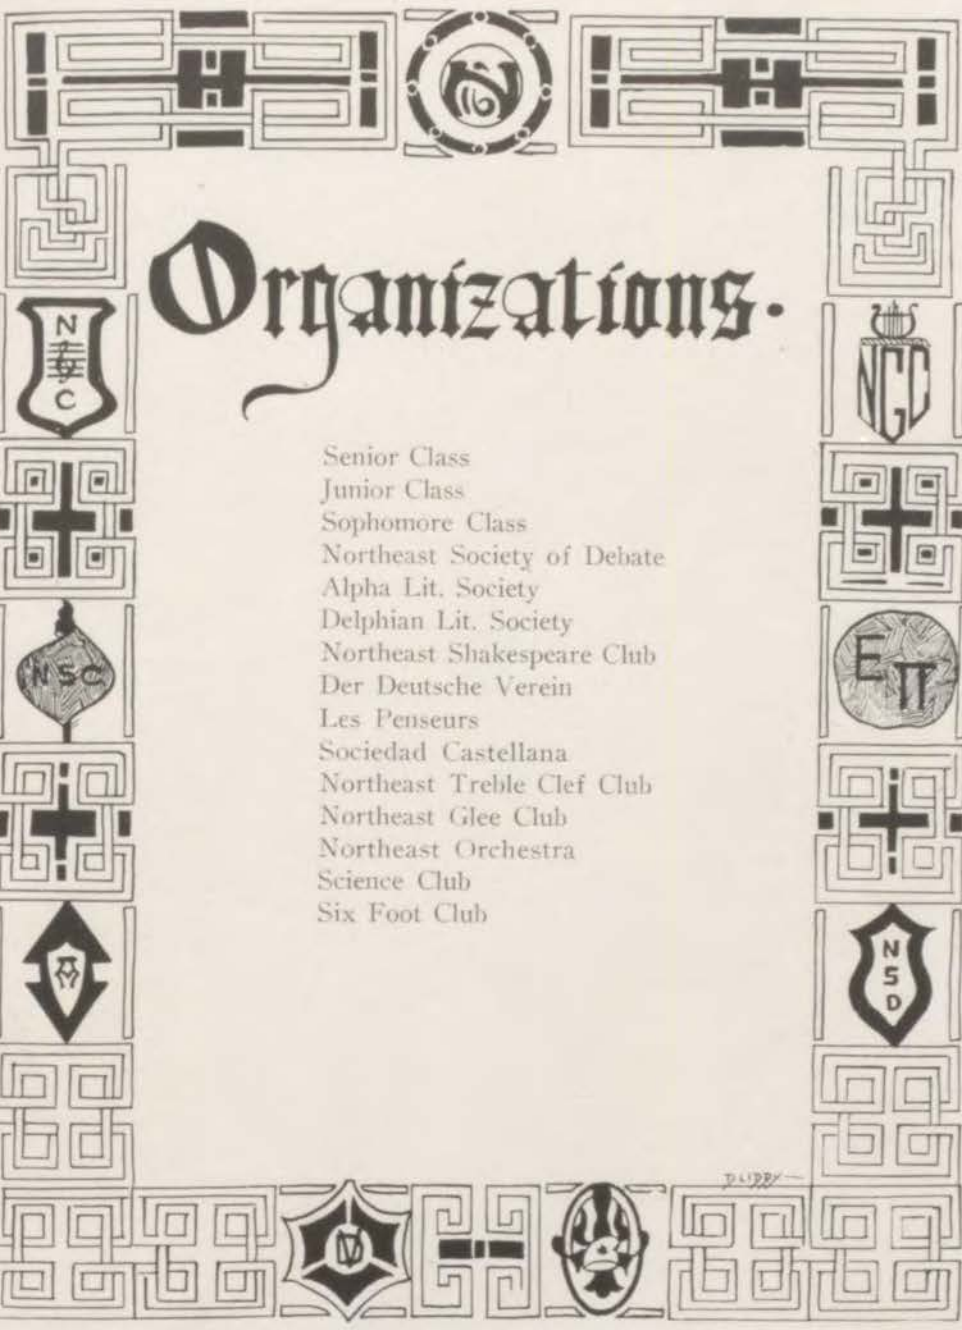 N
Organizations.
N
C
NGC
Senior Class
Junior Class
Sophomore Class
Northeast Society of Debate
Alpha Lit. Society
Delphian Lit. Society
Northeast Shakespeare Club
Der Deutsche Verein
Les Penseurs
Sociedad Castellana
Northeast Treble Clef Club
Northeast Glee Club
Northeast Orchestra
Science Club
Six Foot Club
NSC
EΠ
N
S
D
D LIBBY